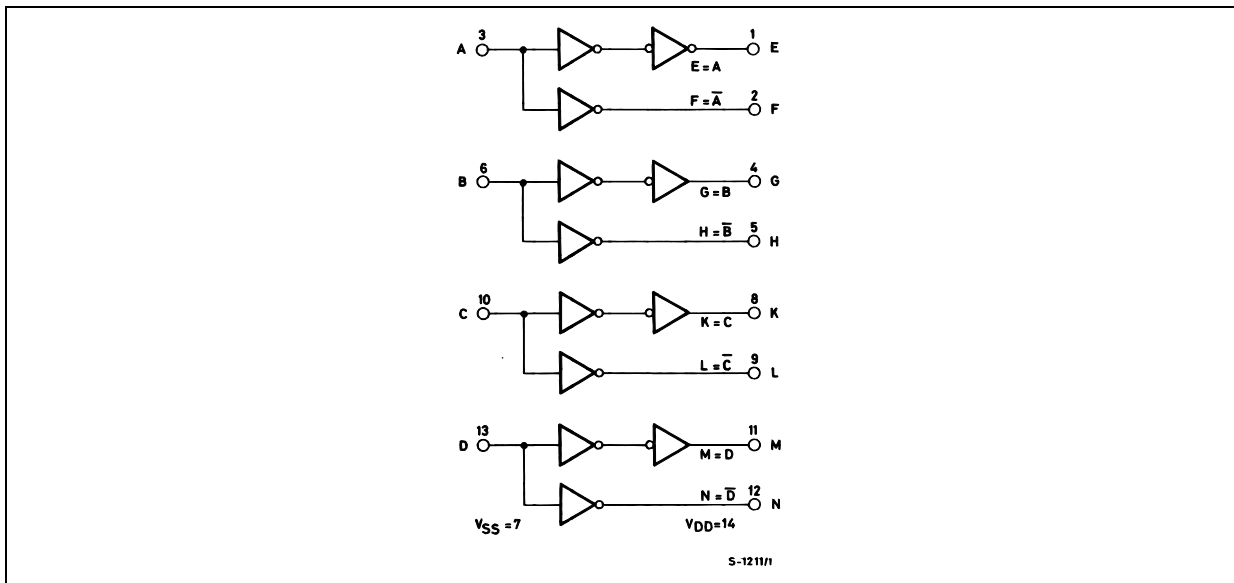 3
A
1
E
E = A
F = A̅
2
F
6
B
4
G
G = B
H = B̅
5
H
10
C
8
K
K = C
L = C̅
9
L
13
D
11
M
M = D
N = D̅
12
N
VSS = 7
VDD = 14
S-1211/1